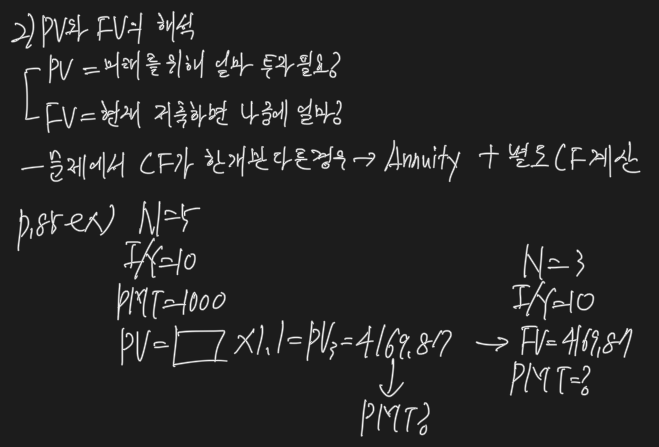 2) PV와 FV의 해석
PV = 미래를 위해 얼마 투자필요?
FV = 현재 저축하면 나중에 얼마?
- 문제에서 CF가 한개만 다른경우 → Annuity + 별도 CF 계산
p.88 ex) N=5
I/Y=10
PMT=1000
PV= ×1.1=PV₃=4169.87
PMT?
N=3
I/Y=10
→ FV=4169.87
PMT=?